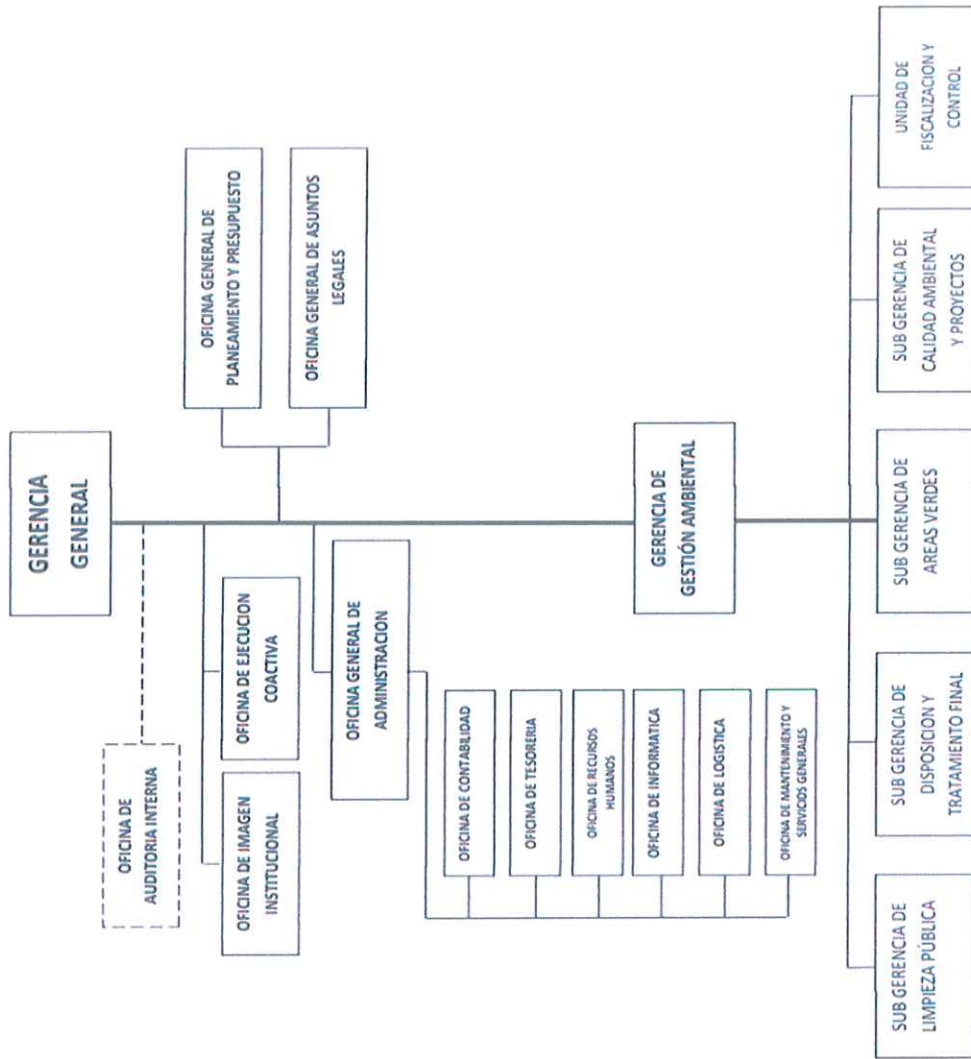 GERENCIA
GENERAL
OFICINA DE
AUDITORIA INTERNA
OFICINA GENERAL DE
PLANEAMIENTO Y PRESUPUESTO
OFICINA DE IMAGEN
INSTITUCIONAL
OFICINA DE EJECUCION
COACTIVA
OFICINA GENERAL DE ASUNTOS
LEGALES
OFICINA GENERAL DE
ADMINISTRACION
OFICINA DE CONTABILIDAD
OFICINA DE TESORERIA
OFICINA DE RECURSOS
HUMANOS
OFICINA DE INFORMATICA
OFICINA DE LOGISTICA
OFICINA DE MANTENIMIENTO Y
SERVICIOS GENERALES
GERENCIA DE
GESTIÓN AMBIENTAL
SUB GERENCIA DE
LIMPIEZA PÚBLICA
SUB GERENCIA DE
DISPOSICION Y
TRATAMIENTO FINAL
SUB GERENCIA DE
AREAS VERDES
SUB GERENCIA DE
CALIDAD AMBIENTAL
Y PROYECTOS
UNIDAD DE
FISCALIZACION Y
CONTROL